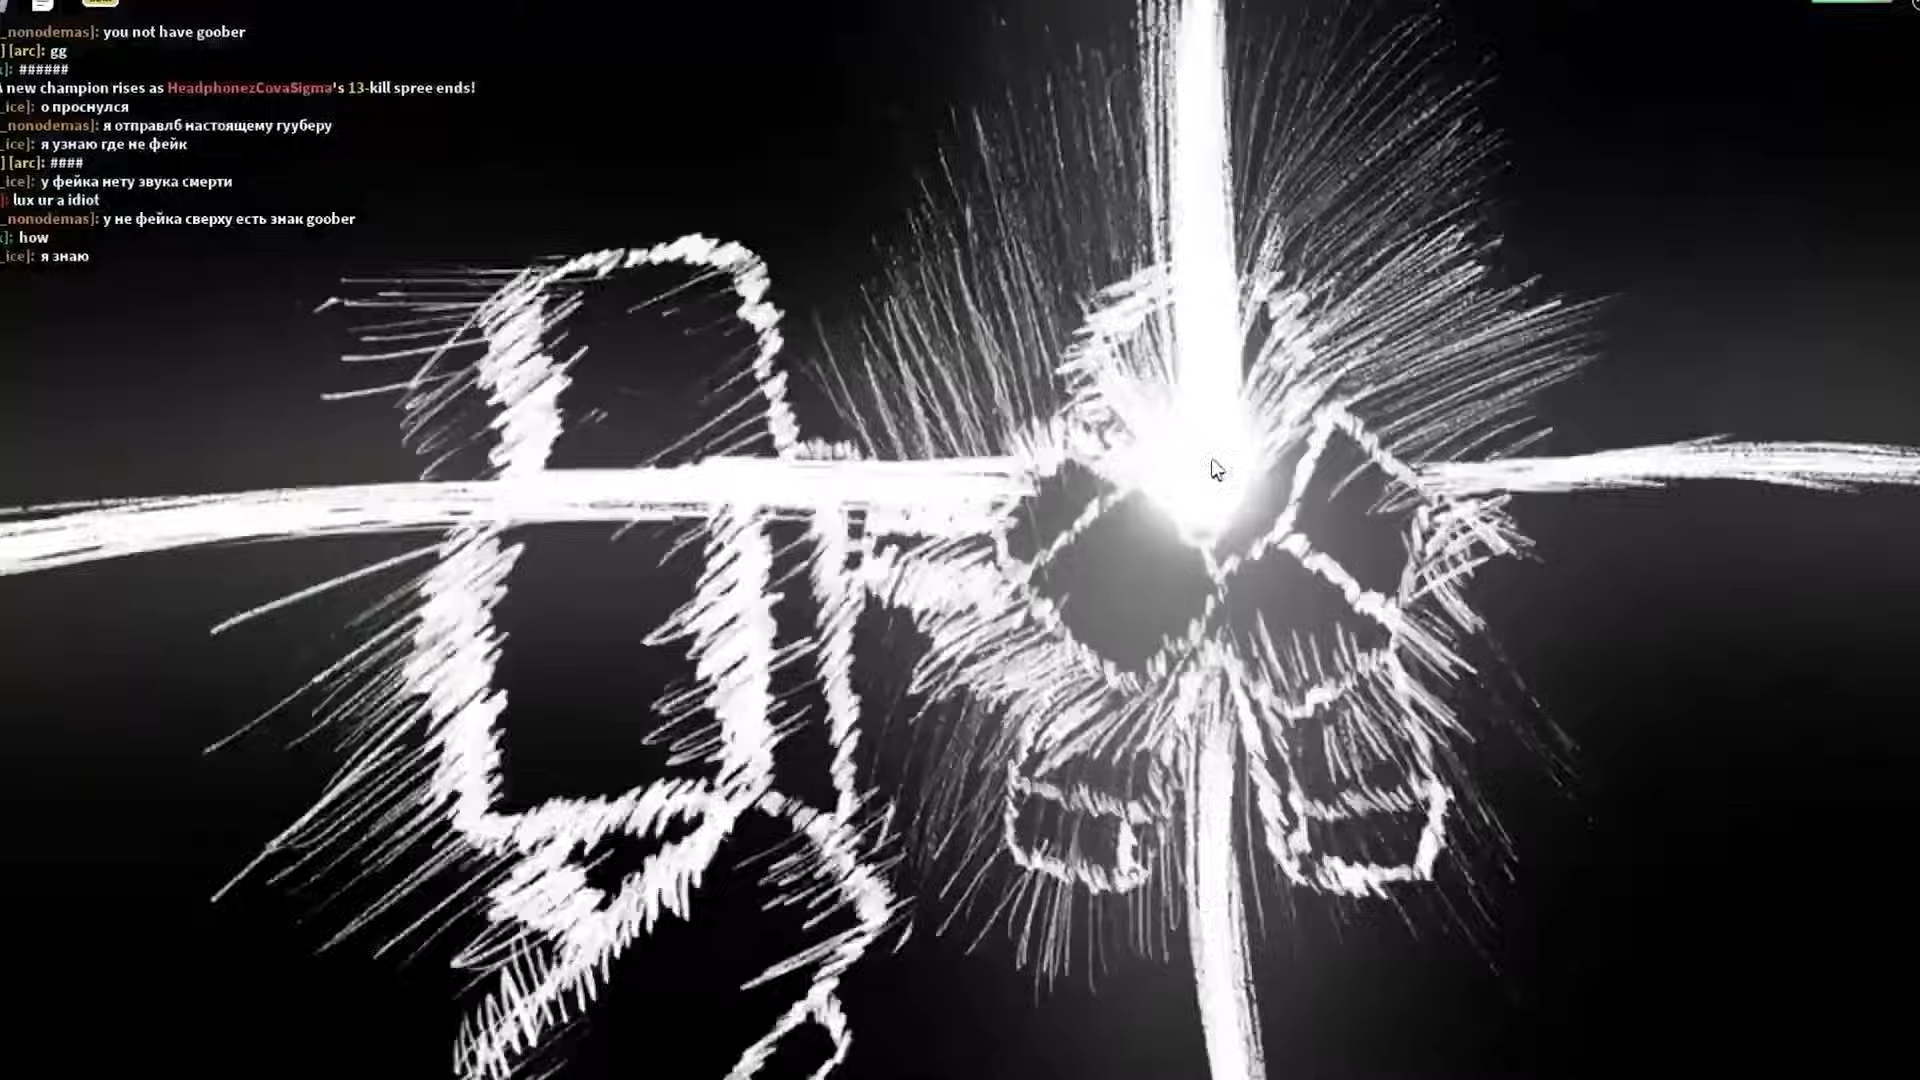 _nonodemas]: you not have goober
] [arc]: gg
]: ######
A new champion rises as HeadphonezCovaSigma's 13-kill spree ends!
_ice]: о проснулся
_nonodemas]: я отправлб настоящему гууберу
_ice]: я узнаю где не фейк
] [arc]: ####
_ice]: у фейка нету звука смерти
]: lux ur a idiot
_nonodemas]: у не фейка сверху есть знак goober
]: how
_ice]: я знаю